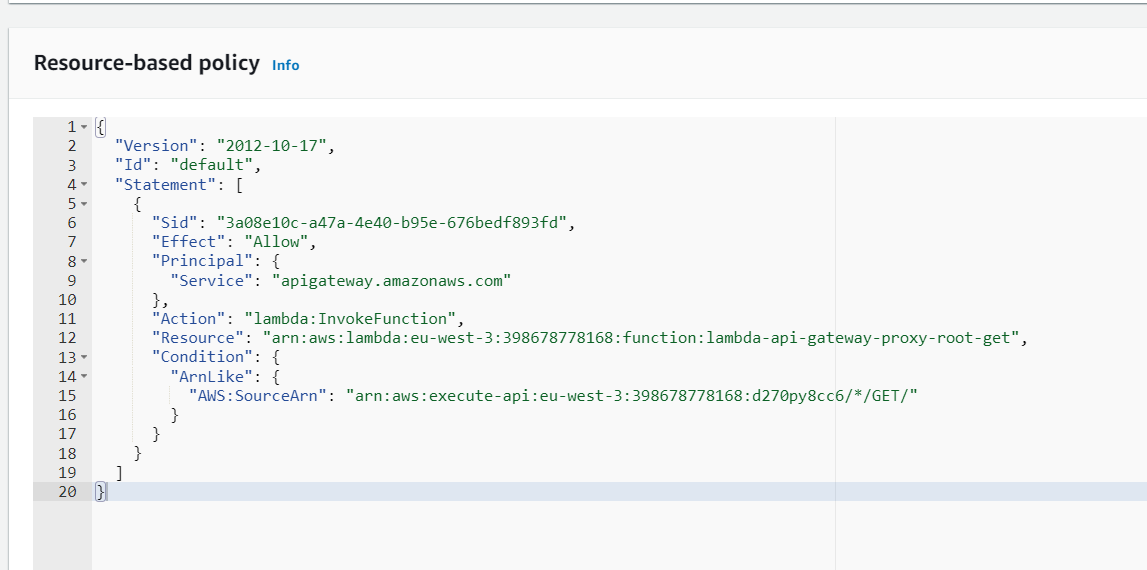 Resource-based policy Info
1 {
2 "Version": "2012-10-17",
3 "Id": "default",
4 "Statement": [
5 {
6 "Sid": "3a08e10c-a47a-4e40-b95e-676bedf893fd",
7 "Effect": "Allow",
8 "Principal": {
9 "Service": "apigateway.amazonaws.com"
10 },
11 "Action": "lambda:InvokeFunction",
12 "Resource": "arn:aws:lambda:eu-west-3:398678778168:function:lambda-api-gateway-proxy-root-get",
13 "Condition": {
14 "ArnLike": {
15 "AWS:SourceArn": "arn:aws:execute-api:eu-west-3:398678778168:d270py8cc6/*/GET/"
16 }
17 }
18 }
19 ]
20 }